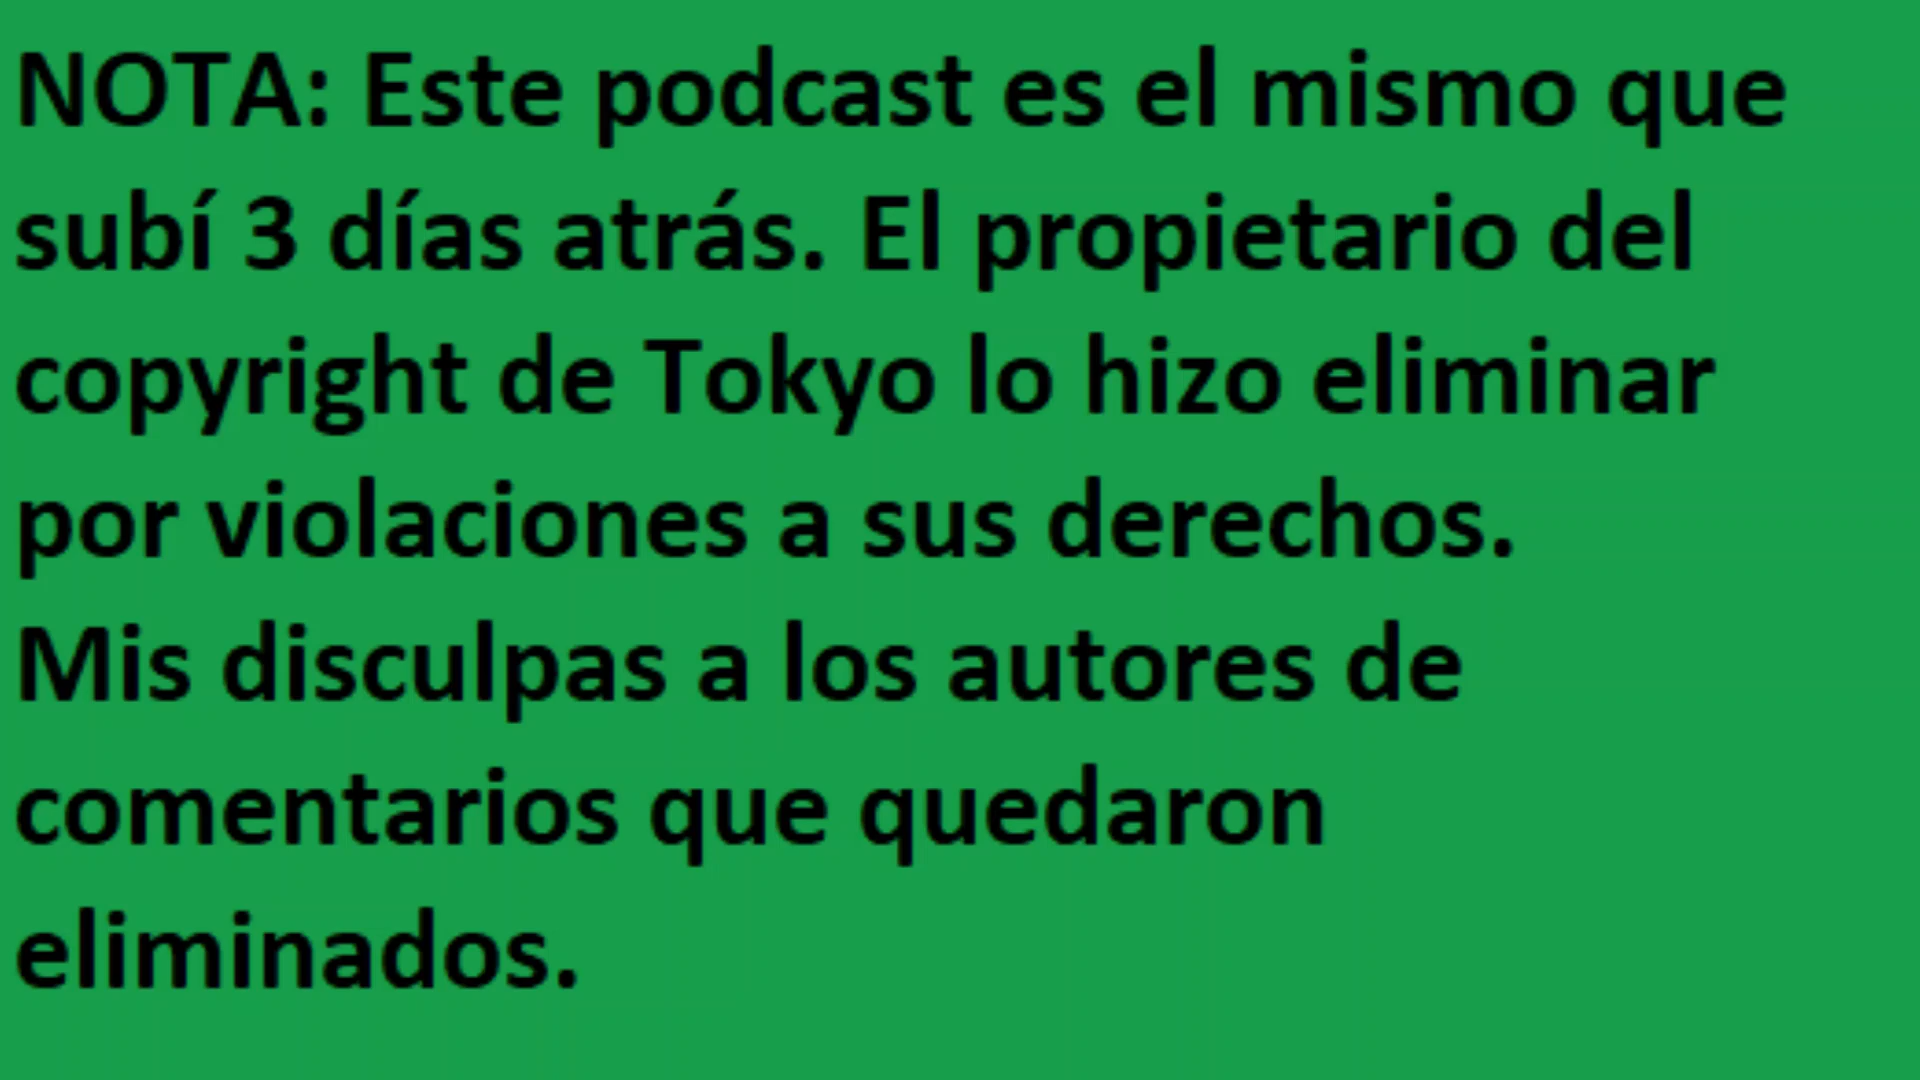 NOTA: Este podcast es el mismo que
subí 3 días atrás. El propietario del
copyright de Tokyo lo hizo eliminar
por violaciones a sus derechos.
Mis disculpas a los autores de
comentarios que quedaron
eliminados.